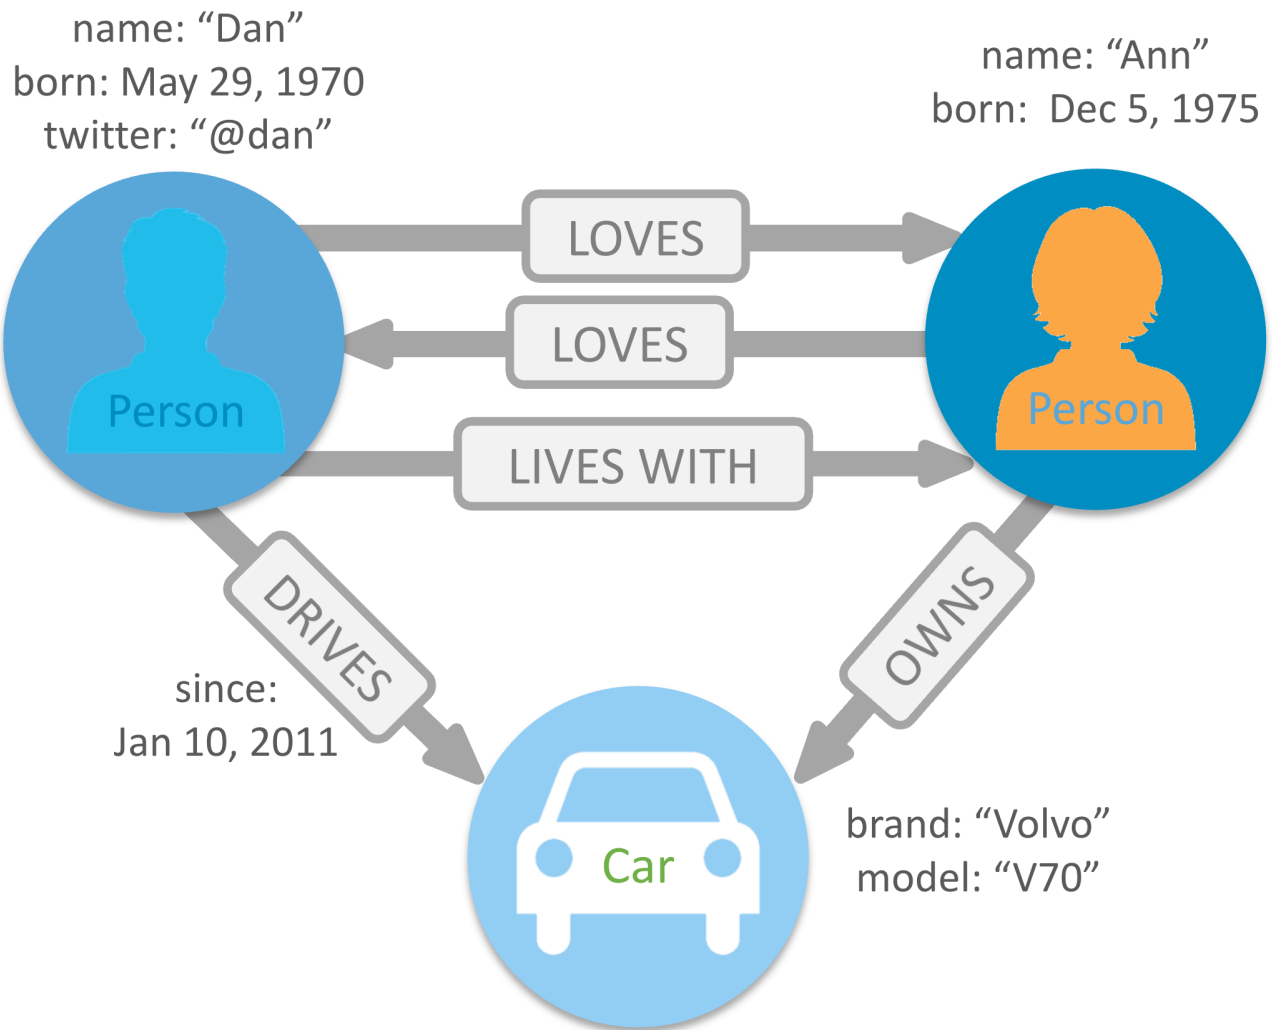 name: “Dan”
born: May 29, 1970
twitter: “@dan”
name: “Ann”
born:  Dec 5, 1975
LOVES
LOVES
Person
Person
LIVES WITH
DRIVES
OWNS
since:
Jan 10, 2011
Car
brand: “Volvo”
model: “V70”